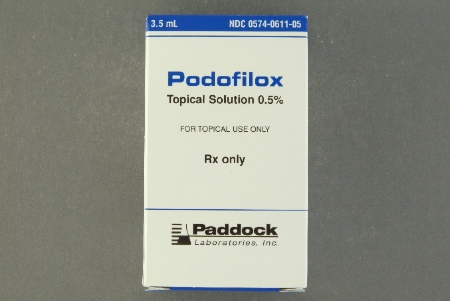 3.5 mL NDC 0574-0611-05
Podofilox
Topical Solution 0.5%
FOR TOPICAL USE ONLY
Rx only
Paddock
Laboratories, Inc.